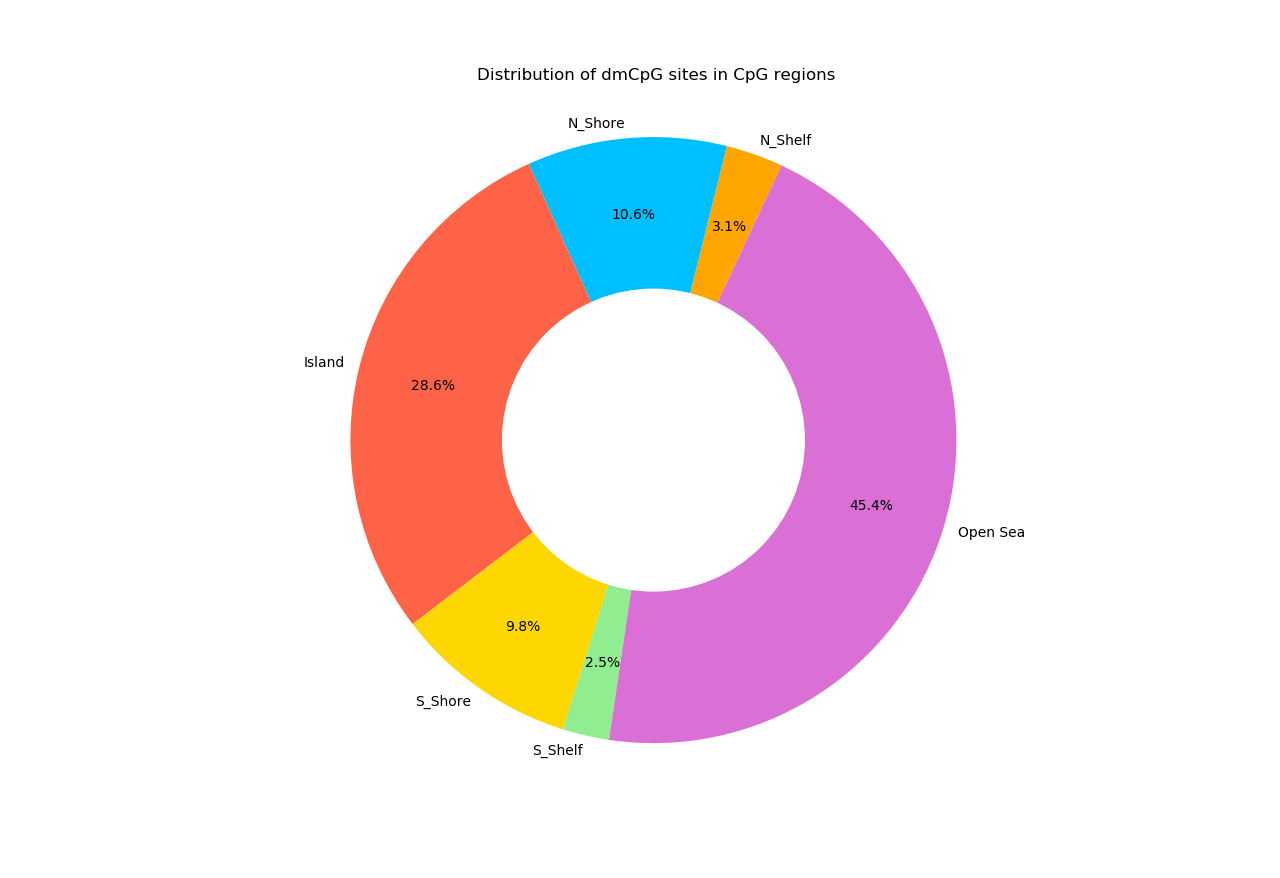 Distribution of dmCpG sites in CpG regions
N_Shore
N_Shelf
10.6%
3.1%
Island
28.6%
45.4%
Open Sea
9.8%
2.5%
S_Shore
S_Shelf